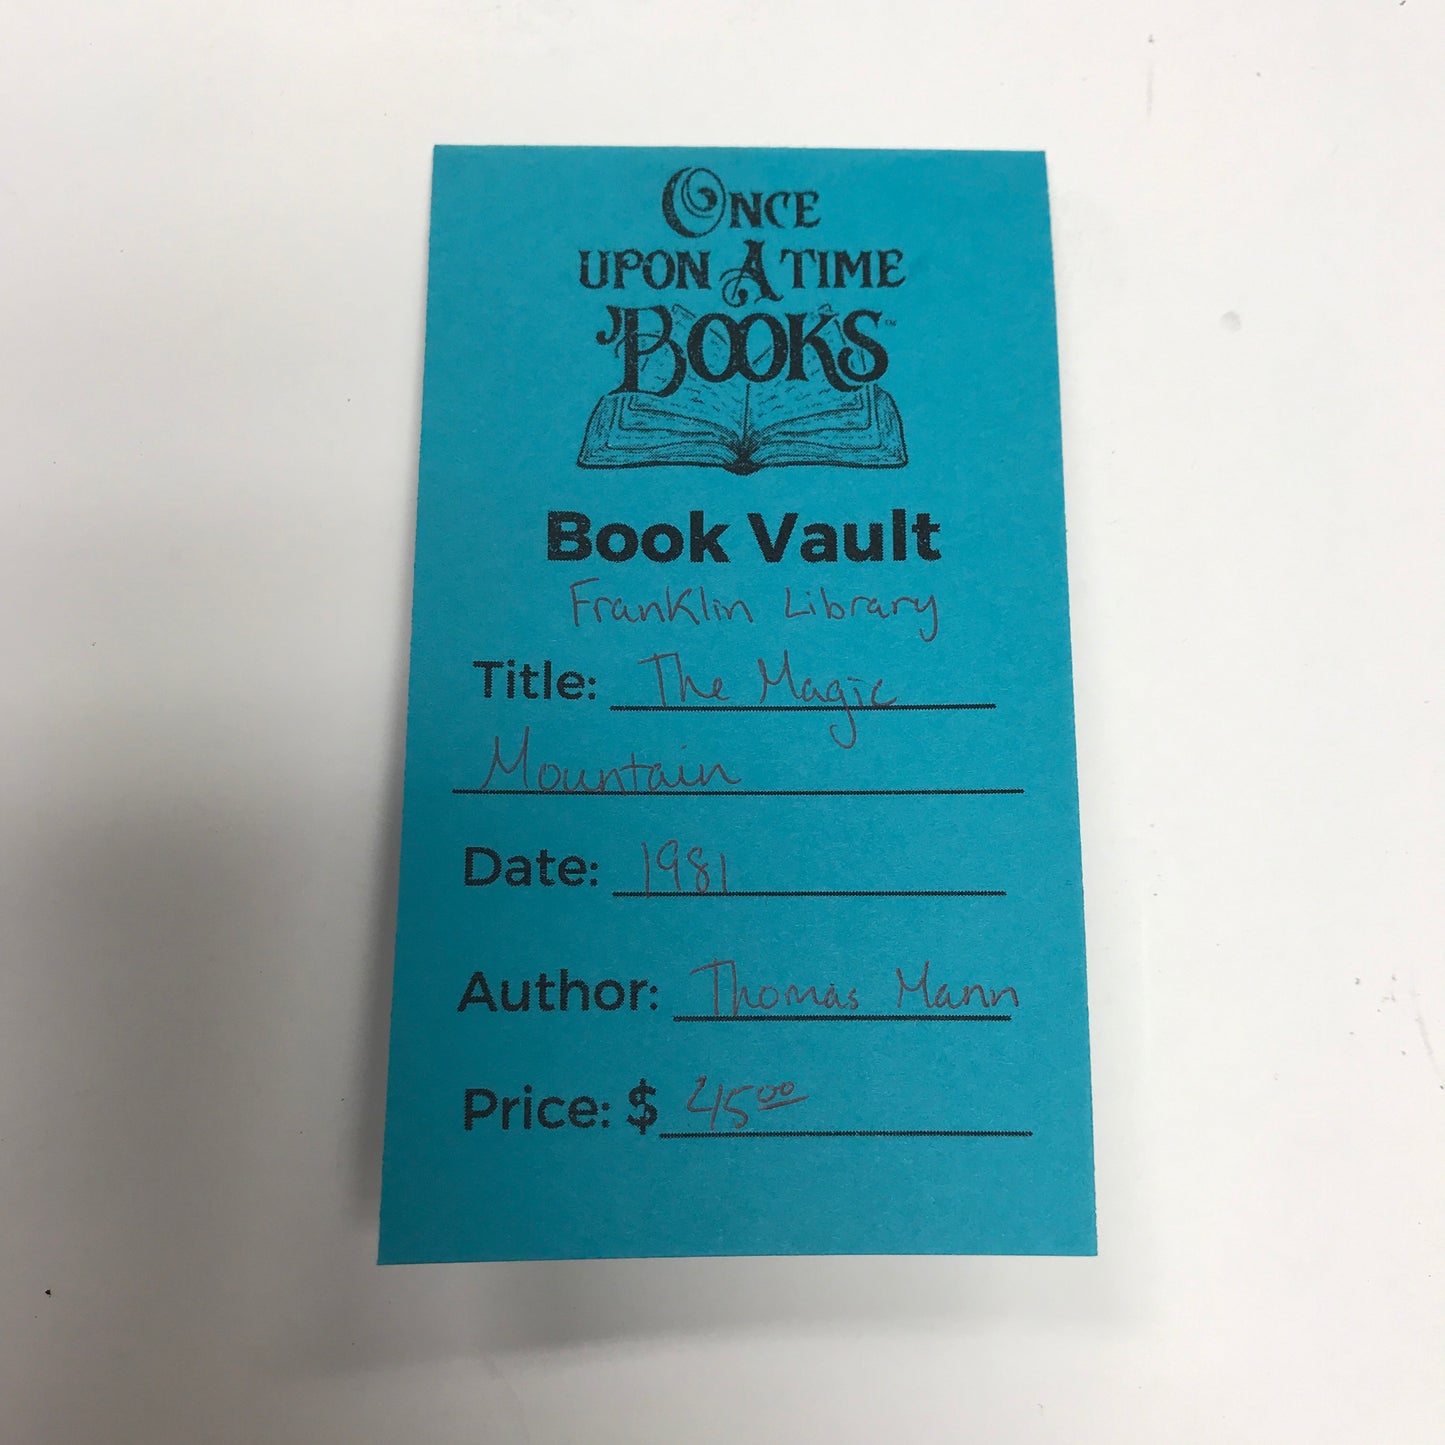 ONCE
UPON A TIME
BOOKS™
Book Vault
Franklin Library
Title: The Magic
Mountain
Date: 1981
Author: Thomas Mann
Price: $ 45.00